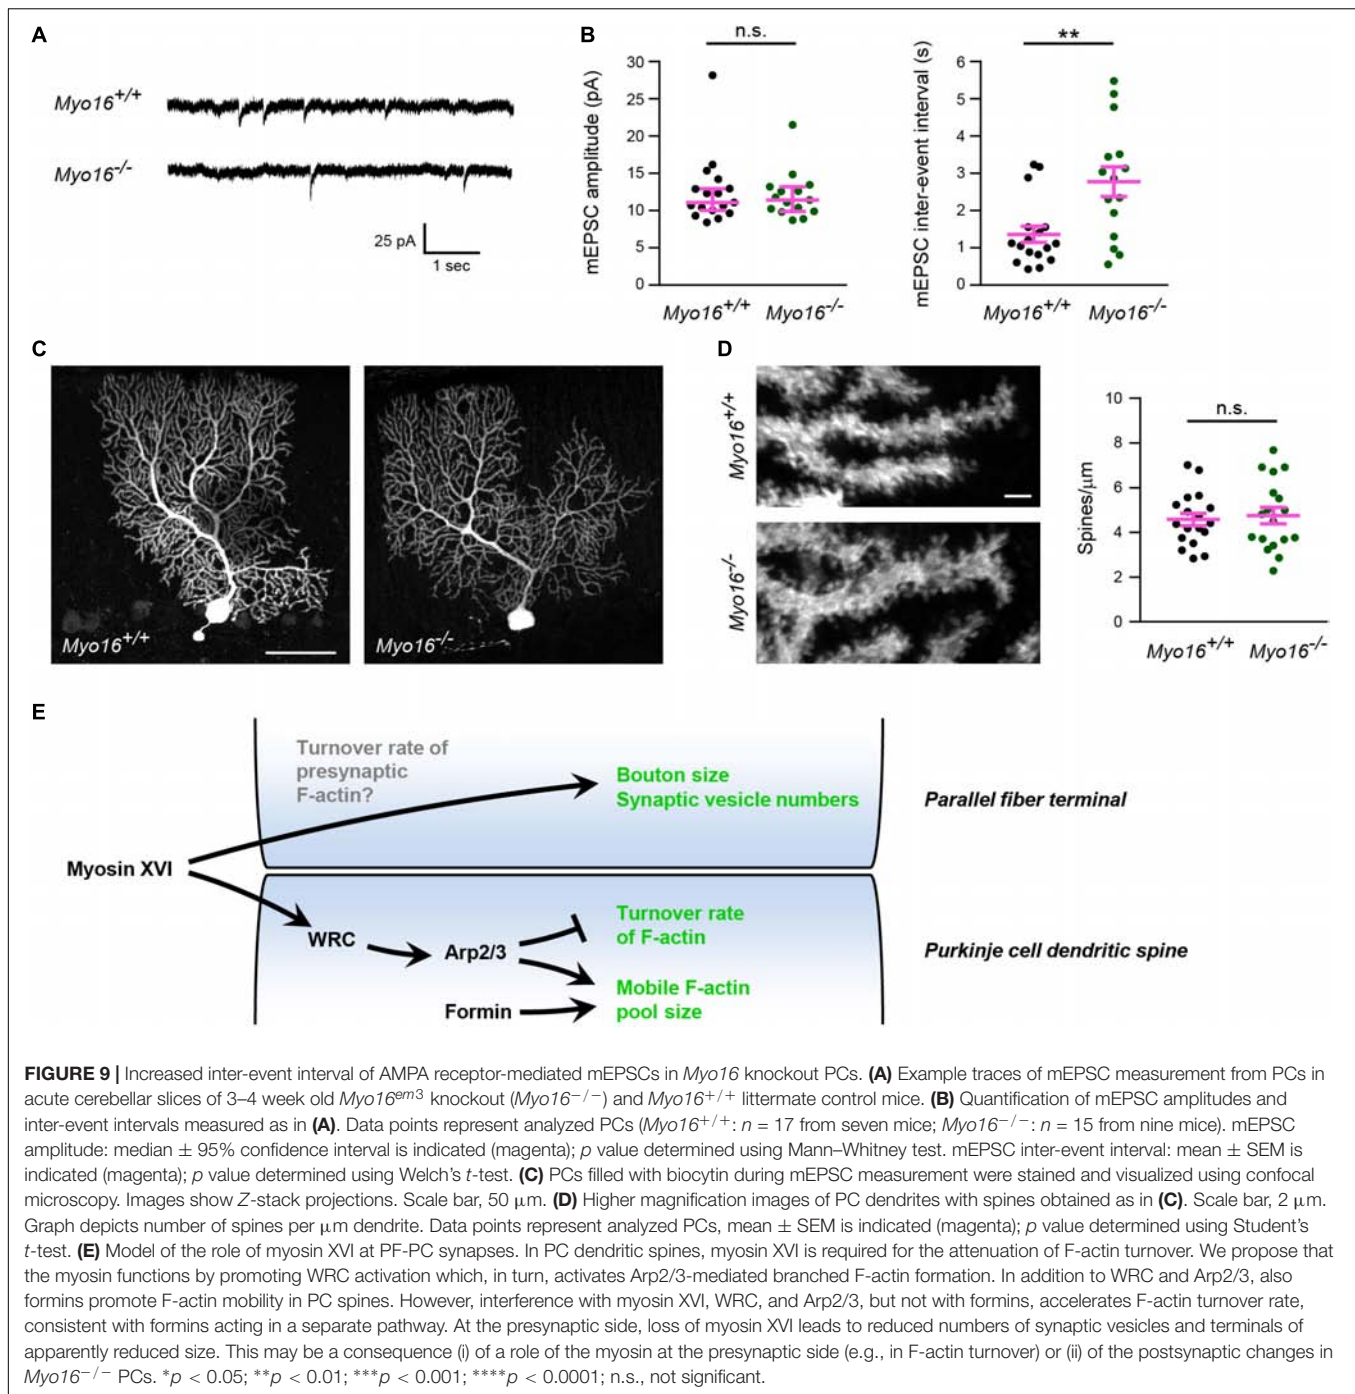 A
Myo16+/+
Myo16-/-
25 pA
1 sec
B
n.s.
mEPSC amplitude (pA)
30
25
20
15
10
5
0
Myo16+/+ Myo16-/-
**
mEPSC inter-event interval (s)
6
5
4
3
2
1
0
Myo16+/+ Myo16-/-
C
Myo16+/+
Myo16-/-
D
Myo16+/+
Myo16-/-
n.s.
Spines/μm
10
8
6
4
2
0
Myo16+/+ Myo16-/-
E
Turnover rate of
presynaptic
F-actin?
Bouton size
Synaptic vesicle numbers
Parallel fiber terminal
Myosin XVI
WRC
Arp2/3
Formin
Turnover rate
of F-actin
Mobile F-actin
pool size
Purkinje cell dendritic spine
FIGURE 9 | Increased inter-event interval of AMPA receptor-mediated mEPSCs in Myo16 knockout PCs. (A) Example traces of mEPSC measurement from PCs in
acute cerebellar slices of 3–4 week old Myo16em3 knockout (Myo16−/−) and Myo16+/+ littermate control mice. (B) Quantification of mEPSC amplitudes and
inter-event intervals measured as in (A). Data points represent analyzed PCs (Myo16+/+: n = 17 from seven mice; Myo16−/−: n = 15 from nine mice). mEPSC
amplitude: median ± 95% confidence interval is indicated (magenta); p value determined using Mann–Whitney test. mEPSC inter-event interval: mean ± SEM is
indicated (magenta); p value determined using Welch's t-test. (C) PCs filled with biocytin during mEPSC measurement were stained and visualized using confocal
microscopy. Images show Z-stack projections. Scale bar, 50 μm. (D) Higher magnification images of PC dendrites with spines obtained as in (C). Scale bar, 2 μm.
Graph depicts number of spines per μm dendrite. Data points represent analyzed PCs, mean ± SEM is indicated (magenta); p value determined using Student's
t-test. (E) Model of the role of myosin XVI at PF-PC synapses. In PC dendritic spines, myosin XVI is required for the attenuation of F-actin turnover. We propose that
the myosin functions by promoting WRC activation which, in turn, activates Arp2/3-mediated branched F-actin formation. In addition to WRC and Arp2/3, also
formins promote F-actin mobility in PC spines. However, interference with myosin XVI, WRC, and Arp2/3, but not with formins, accelerates F-actin turnover rate,
consistent with formins acting in a separate pathway. At the presynaptic side, loss of myosin XVI leads to reduced numbers of synaptic vesicles and terminals of
apparently reduced size. This may be a consequence (i) of a role of the myosin at the presynaptic side (e.g., in F-actin turnover) or (ii) of the postsynaptic changes in
Myo16−/− PCs. *p < 0.05; **p < 0.01; ***p < 0.001; ****p < 0.0001; n.s., not significant.